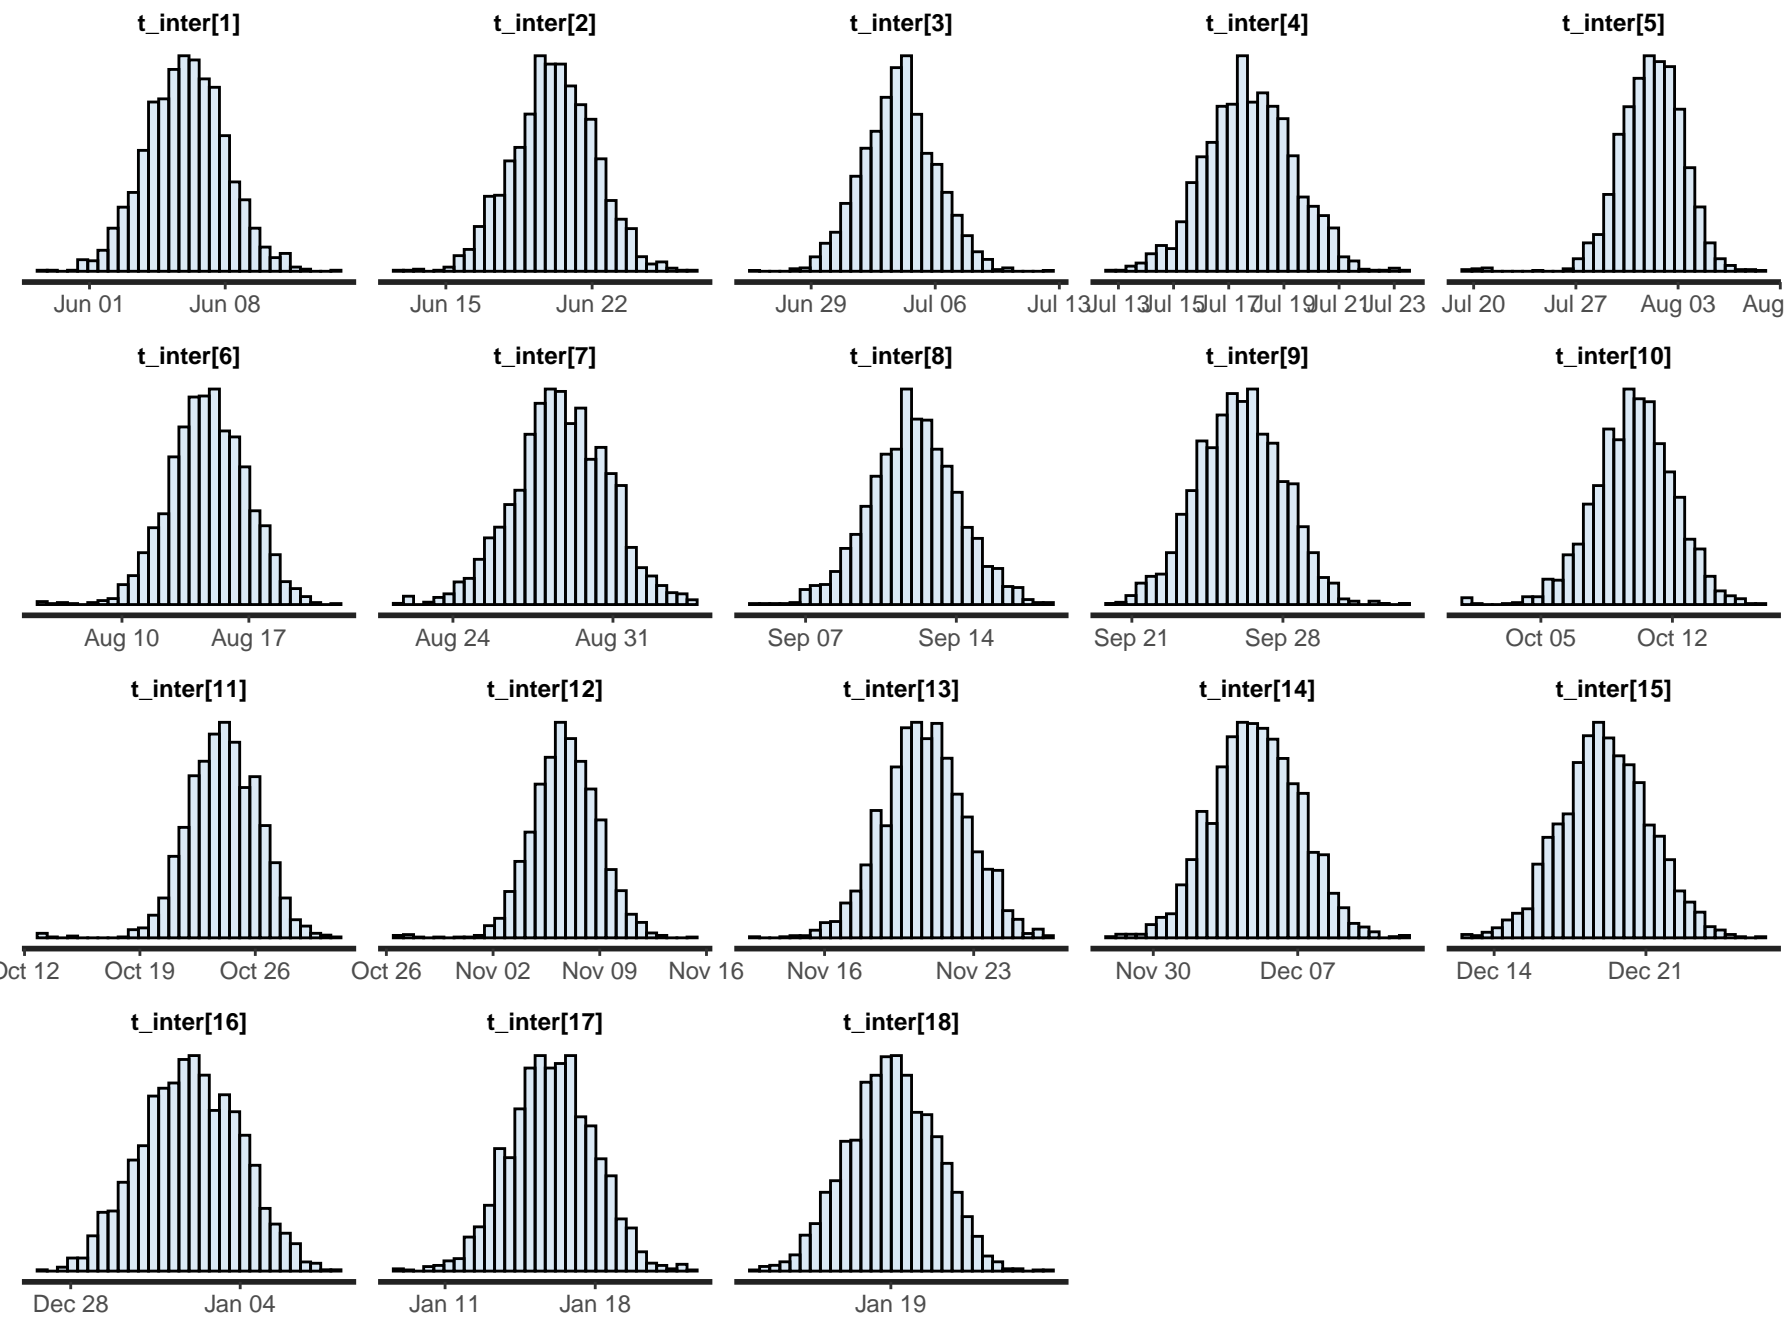 t_inter[1] t_inter[2] t_inter[3] t_inter[4] t_inter[5]
Jun 01 Jun 08 Jun 15 Jun 22 Jun 29 Jul 06 Jul 13 Jul 13 Jul 15 Jul 17 Jul 19 Jul 21 Jul 23 Jul 20 Jul 27 Aug 03 Aug
t_inter[6] t_inter[7] t_inter[8] t_inter[9] t_inter[10]
Aug 10 Aug 17 Aug 24 Aug 31 Sep 07 Sep 14 Sep 21 Sep 28 Oct 05 Oct 12
t_inter[11] t_inter[12] t_inter[13] t_inter[14] t_inter[15]
Oct 12 Oct 19 Oct 26 Oct 26 Nov 02 Nov 09 Nov 16 Nov 16 Nov 23 Nov 30 Dec 07 Dec 14 Dec 21
t_inter[16] t_inter[17] t_inter[18]
Dec 28 Jan 04 Jan 11 Jan 18 Jan 19